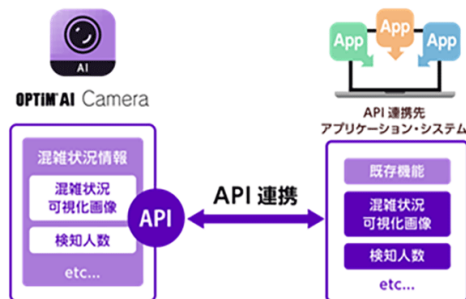 AI
OPTiM AI Camera
混雑状況情報
混雑状況
可視化画像
検知人数
etc...
API
API 連携
App
App
App
API 連携先
アプリケーション・システム
既存機能
混雑状況
可視化画像
検知人数
etc...